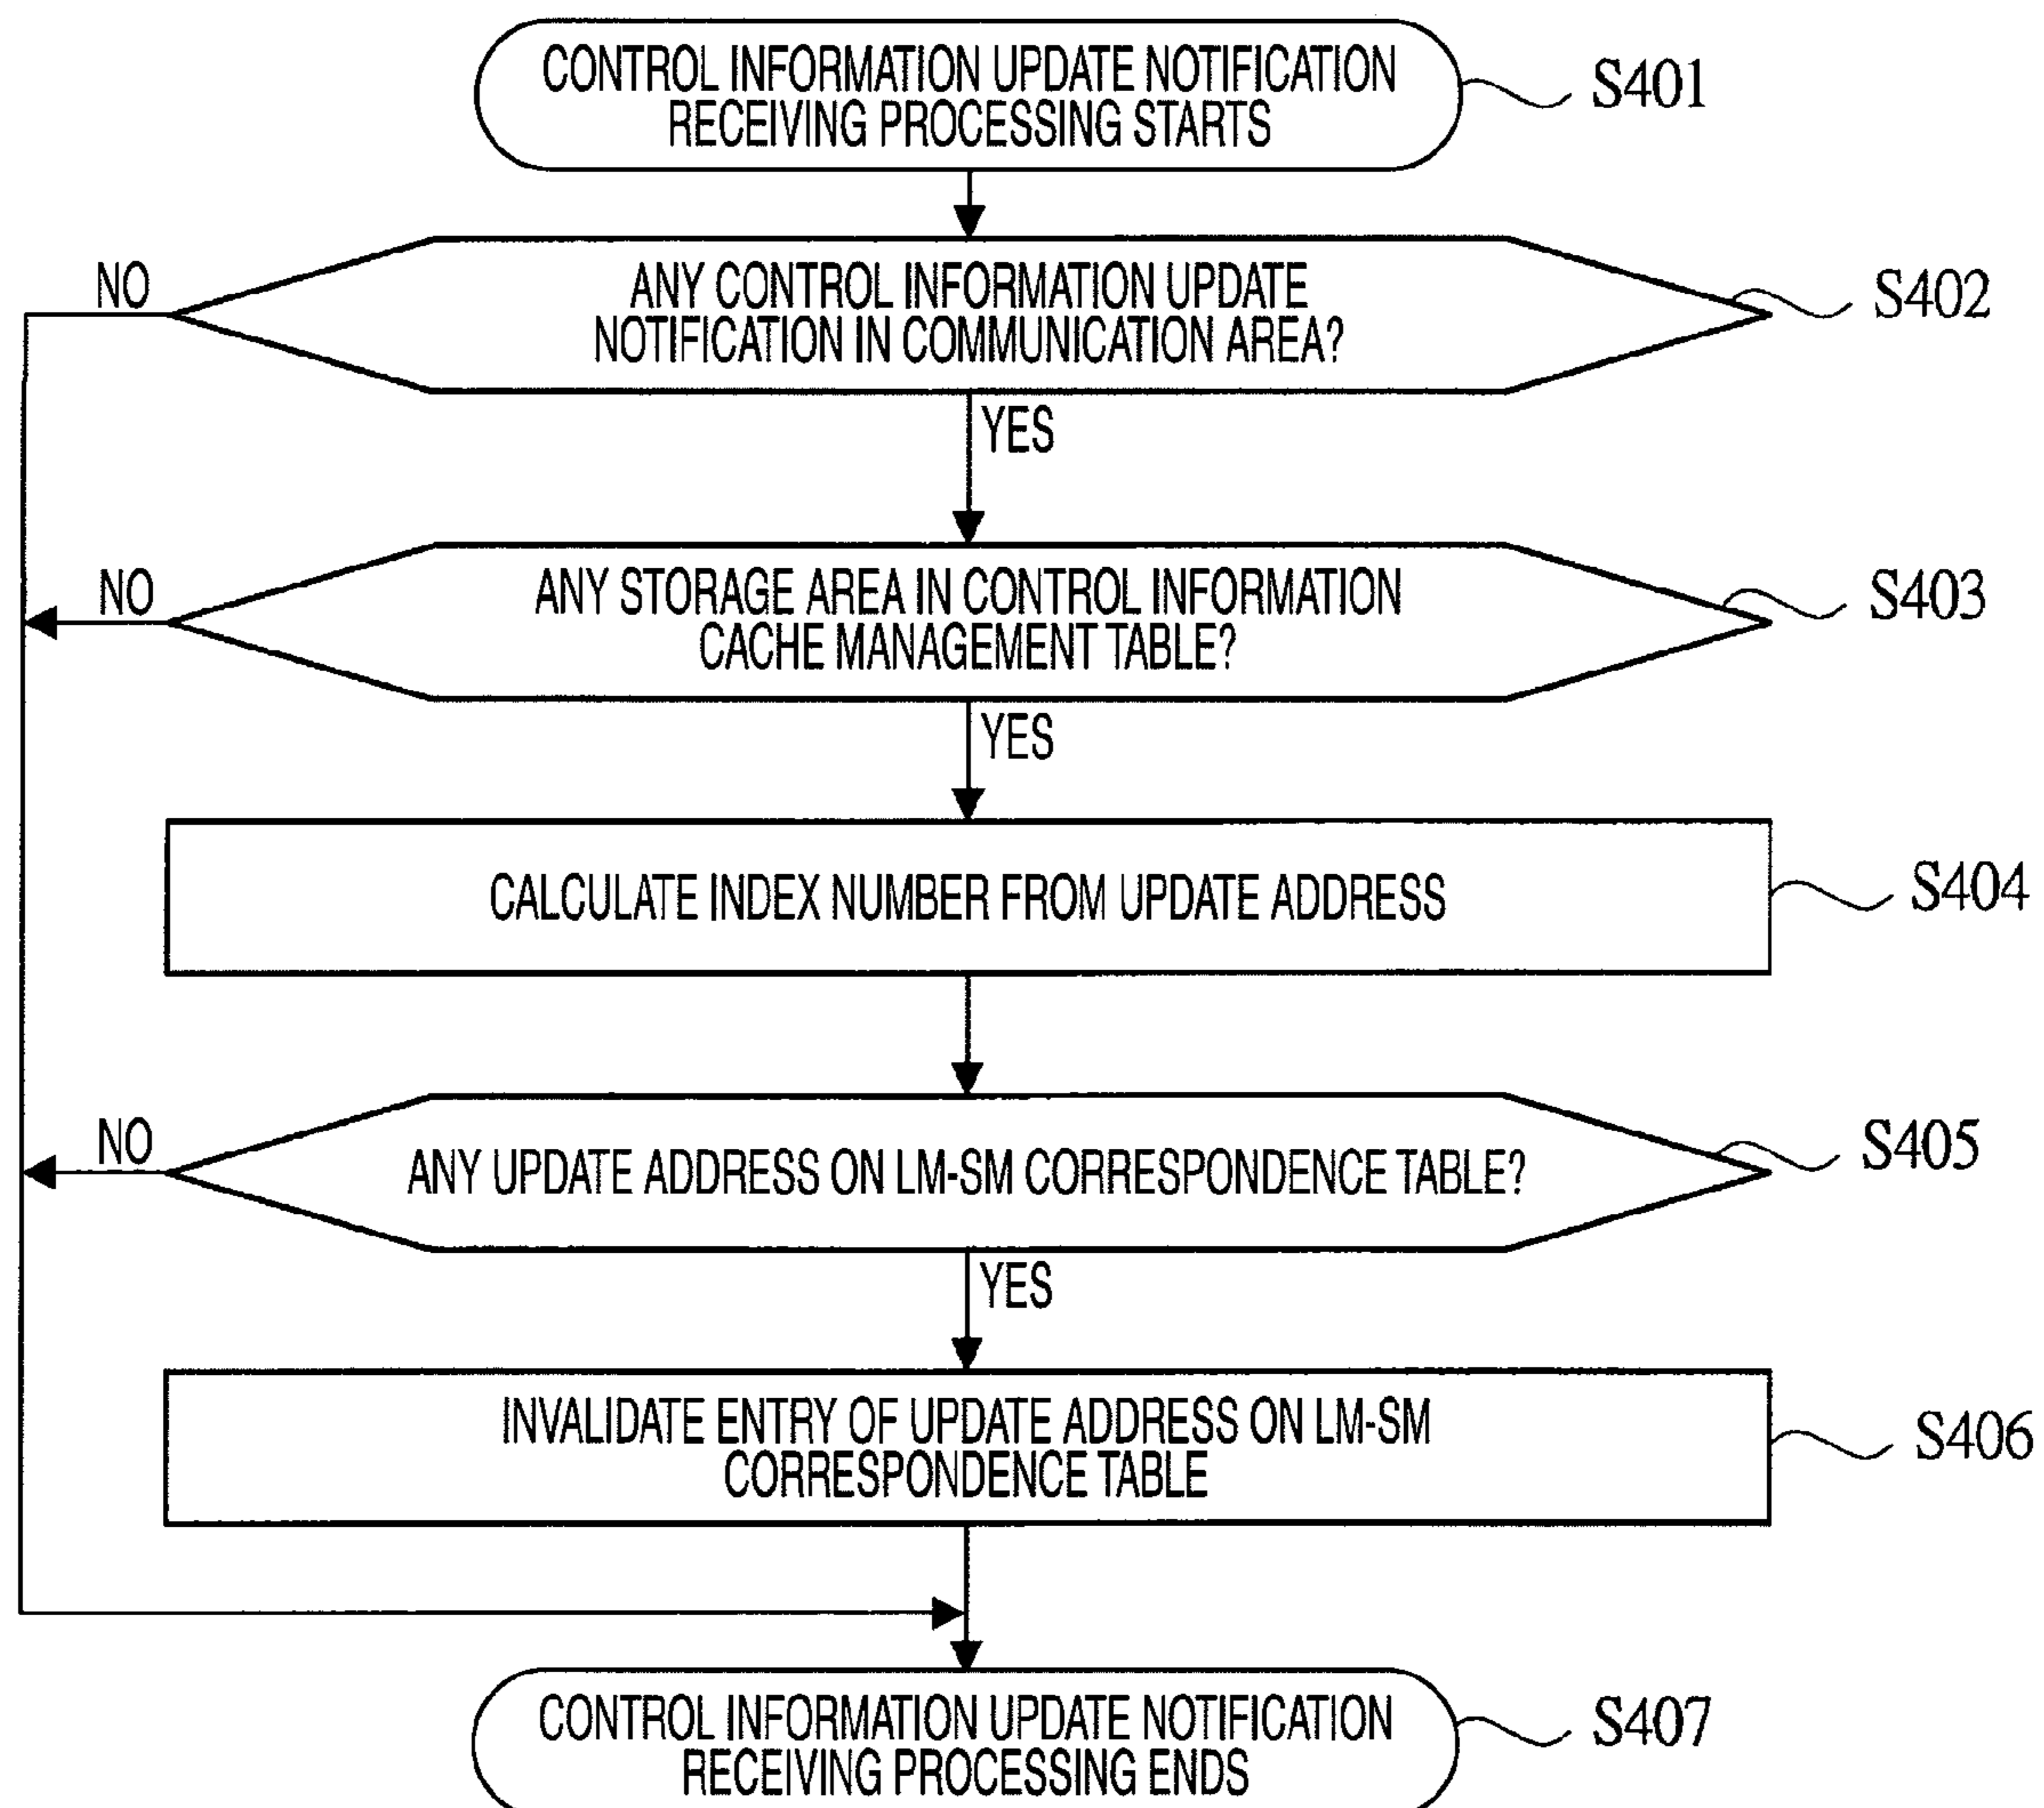 CONTROL INFORMATION UPDATE NOTIFICATION
RECEIVING PROCESSING STARTS
S401
NO
ANY CONTROL INFORMATION UPDATE
NOTIFICATION IN COMMUNICATION AREA?
S402
YES
NO
ANY STORAGE AREA IN CONTROL INFORMATION
CACHE MANAGEMENT TABLE?
S403
YES
CALCULATE INDEX NUMBER FROM UPDATE ADDRESS
S404
NO
ANY UPDATE ADDRESS ON LM-SM CORRESPONDENCE TABLE?
S405
YES
INVALIDATE ENTRY OF UPDATE ADDRESS ON LM-SM
CORRESPONDENCE TABLE
S406
CONTROL INFORMATION UPDATE NOTIFICATION
RECEIVING PROCESSING ENDS
S407